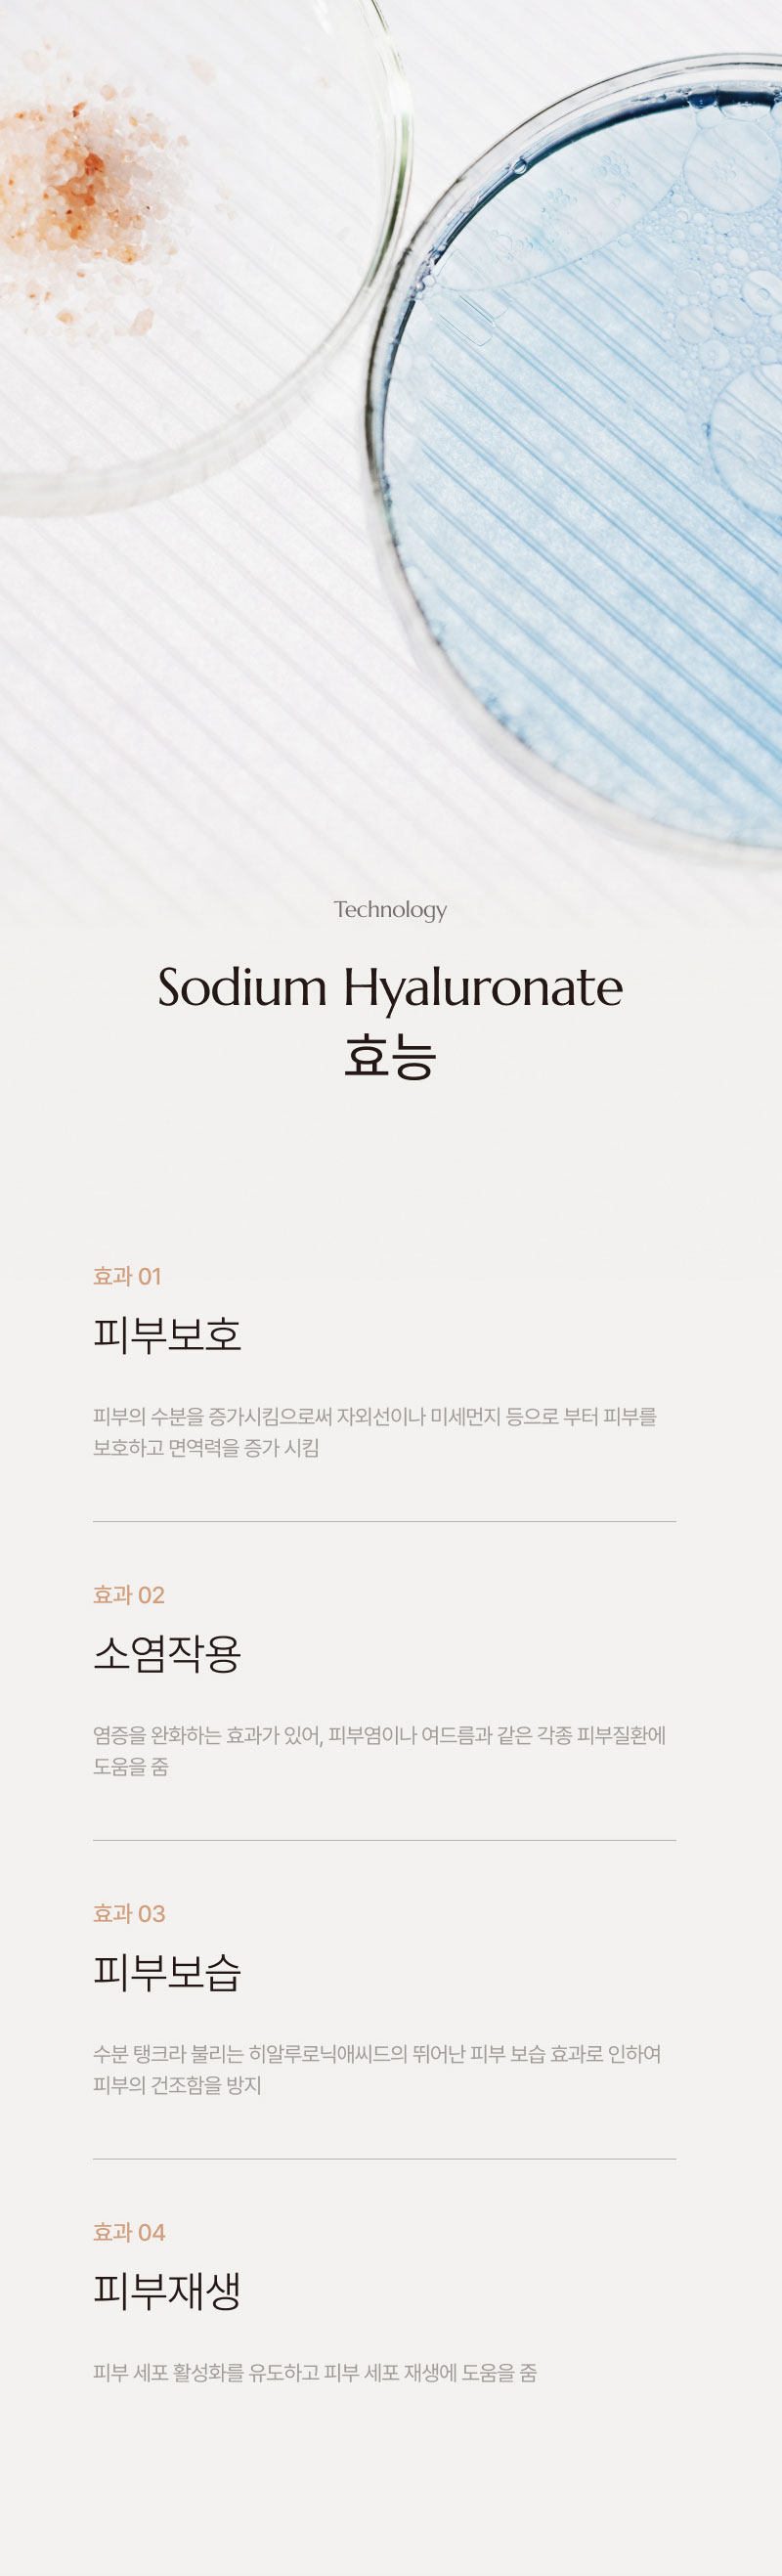 Technology
Sodium Hyaluronate
효능
효과 01
피부보호
피부의 수분을 증가시킴으로써 자외선이나 미세먼지 등으로 부터 피부를
보호하고 면역력을 증가 시킴
효과 02
소염작용
염증을 완화하는 효과가 있어, 피부염이나 여드름과 같은 각종 피부질환에
도움을 줌
효과 03
피부보습
수분 탱크라 불리는 히알루로닉애씨드의 뛰어난 피부 보습 효과로 인하여
피부의 건조함을 방지
효과 04
피부재생
피부 세포 활성화를 유도하고 피부 세포 재생에 도움을 줌